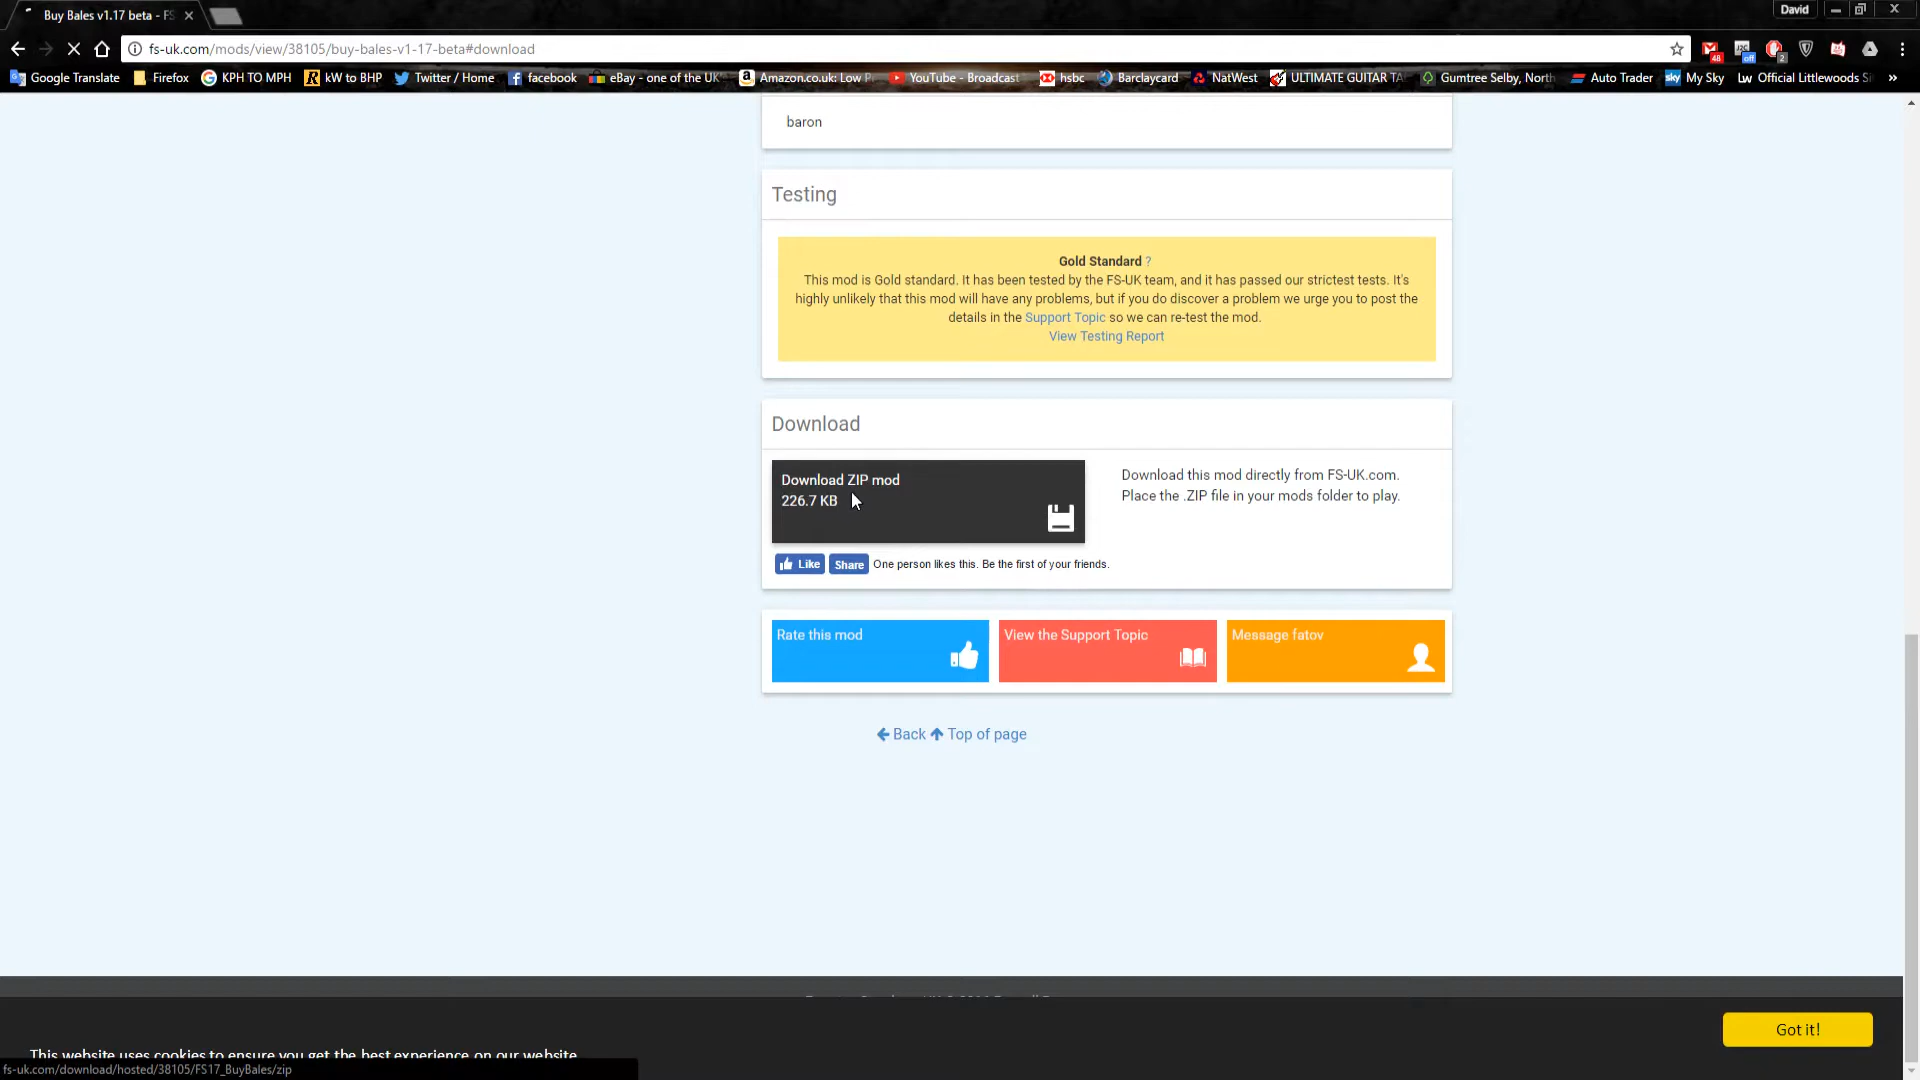 Buy Bales v1.17 beta - FS
David
fs-uk.com/mods/view/38105/buy-bales-v1-17-beta#download
48
off
2
Google Translate Firefox KPH TO MPH kW to BHP Twitter / Home facebook eBay - one of the UK Amazon.co.uk: Low P YouTube - Broadcast hsbc Barclaycard NatWest ULTIMATE GUITAR TA Gumtree Selby, North Auto Trader My Sky Official Littlewoods Si »
baron
Testing
Gold Standard ?
This mod is Gold standard. It has been tested by the FS-UK team, and it has passed our strictest tests. It's
highly unlikely that this mod will have any problems, but if you do discover a problem we urge you to post the
details in the Support Topic so we can re-test the mod.
View Testing Report
Download
Download ZIP mod
226.7 KB
Download this mod directly from FS-UK.com.
Place the .ZIP file in your mods folder to play.
Like Share One person likes this. Be the first of your friends.
Rate this mod
View the Support Topic
Message fatov
Back Top of page
Got it!
This website uses cookies to ensure you get the best experience on our website
fs-uk.com/download/hosted/38105/FS17_BuyBales/zip